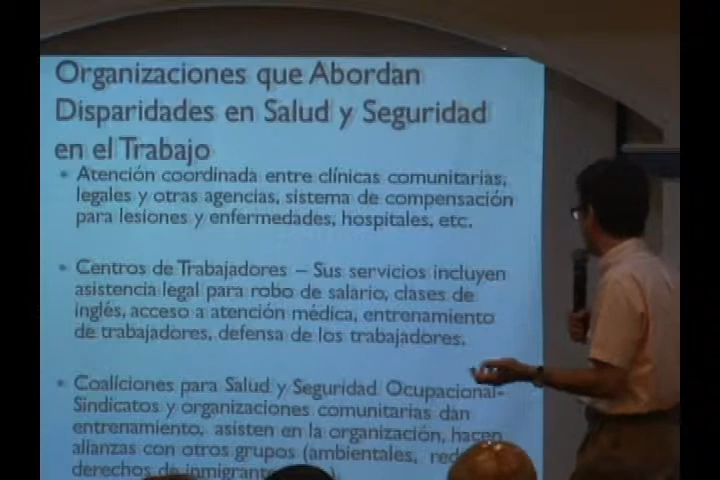 Organizaciones que Abordan
Disparidades en Salud y Seguridad
en el Trabajo
• Atención coordinada entre clínicas comunitarias,
legales y otras agencias, sistema de compensación
para lesiones y enfermedades, hospitales, etc.
• Centros de Trabajadores – Sus servicios incluyen
asistencia legal para robo de salario, clases de
inglés, acceso a atención médica, entrenamiento
de trabajadores, defensa de los trabajadores.
• Coaliciones para Salud y Seguridad Ocupacional-
Sindicatos y organizaciones comunitarias dan
entrenamiento, asisten en la organización, hacen
alianzas con otros grupos (ambientales,
derechos de